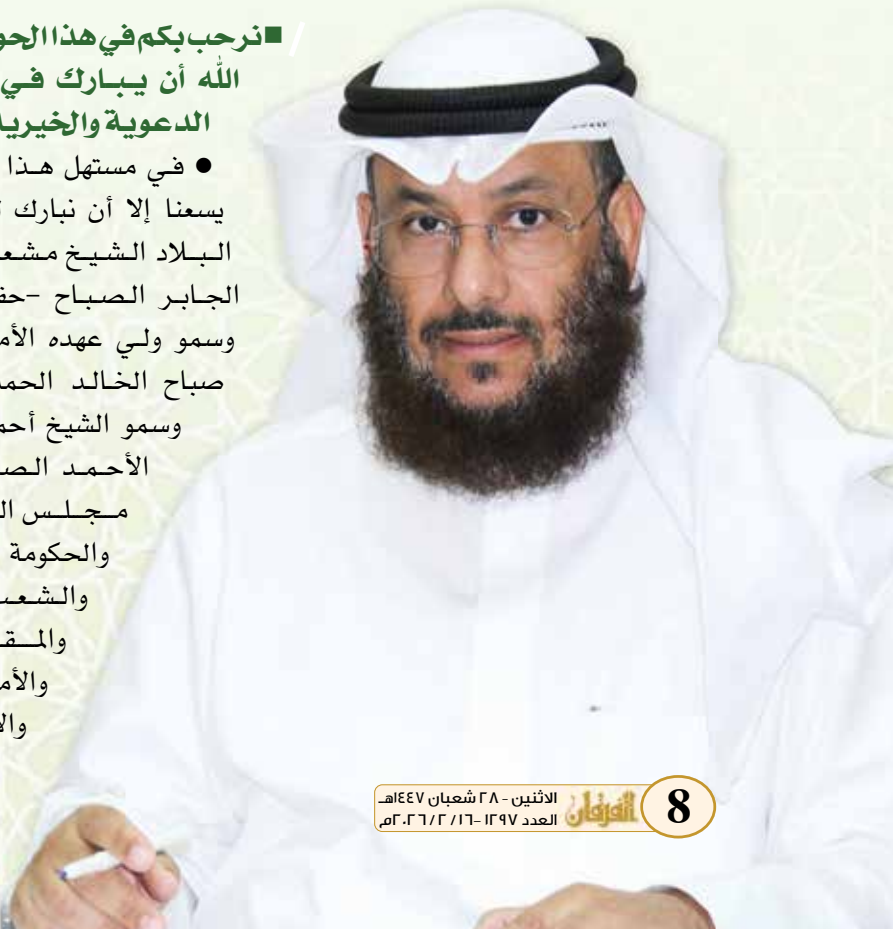 ■نرحب بكم في هذا الحو
الله أن يبارك في
الدعوية والخيرية
● في مستهل هذا
يسعنا إلا أن نبارك
البلاد الشيخ مشع
الجابر الصباح -حف
وسمو ولي عهده الأم
صباح الخالد الحم
وسمو الشيخ أحم
الأحمد الص
مجلس ال
والحكومة
والشعب
والمق
والأم
وال
8 الفرقان الاثنين - ٢٨ شعبان ١٤٤٧هـ
العدد ١٢٩٧ -١٦/ ٢ / ٢٠٢٦م